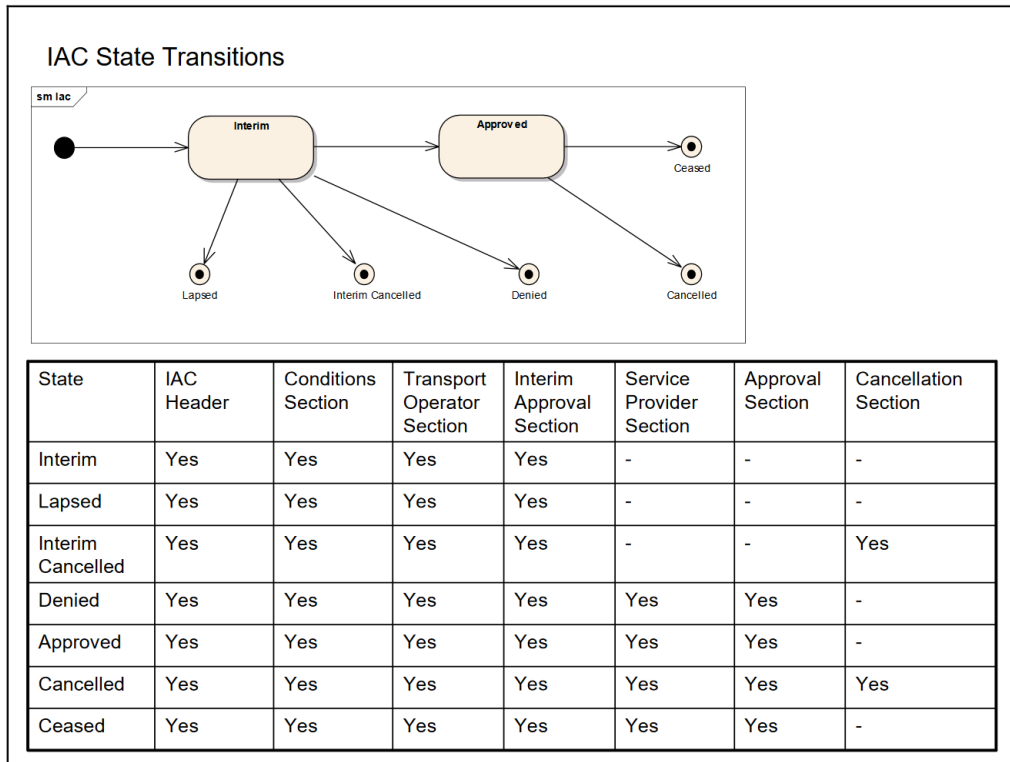 IAC State Transitions
sm Iac
Interim
Approved
Ceased
Lapsed
Interim Cancelled
Denied
Cancelled
State
IAC
Header
Conditions
Section
Transport
Operator
Section
Interim
Approval
Section
Service
Provider
Section
Approval
Section
Cancellation
Section
Interim Yes Yes Yes Yes - - -
Lapsed Yes Yes Yes Yes - - -
Interim
Cancelled
Yes Yes Yes Yes - - Yes
Denied Yes Yes Yes Yes Yes Yes -
Approved Yes Yes Yes Yes Yes Yes -
Cancelled Yes Yes Yes Yes Yes Yes Yes
Ceased Yes Yes Yes Yes Yes Yes -